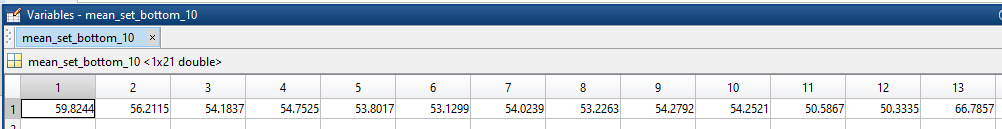 Variables - mean_set_bottom_10
mean_set_bottom_10 ×
mean_set_bottom_10 <1x21 double>
1 2 3 4 5 6 7 8 9 10 11 12 13
1 59.8244 56.2115 54.1837 54.7525 53.8017 53.1299 54.0239 53.2263 54.2792 54.2521 50.5867 50.3335 66.7857